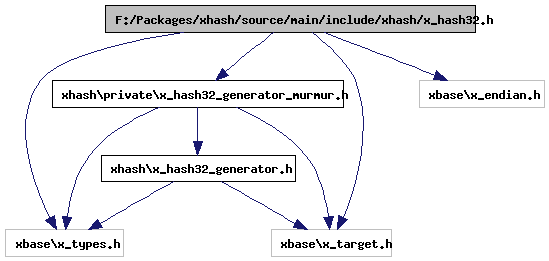 F:/Packages/xhash/source/main/include/xhash/x_hash32.h
xhash\private\x_hash32_generator_murmur.h
xbase\x_endian.h
xhash\x_hash32_generator.h
xbase\x_types.h
xbase\x_target.h